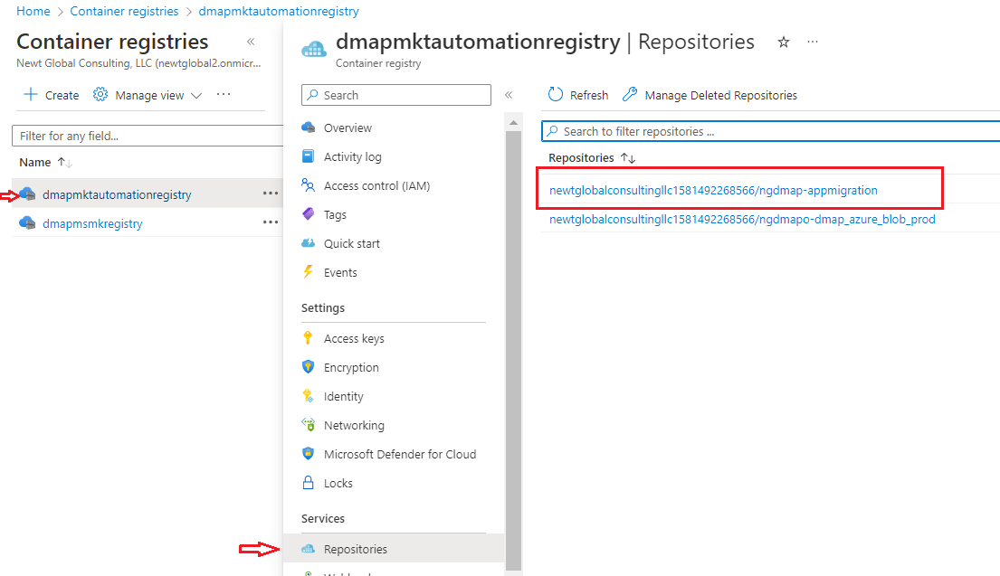 Home > Container registries > dmapmktautomationregistry
Container registries «
Newt Global Consulting, LLC (newtglobal2.onmicr...
+ Create Manage view ...
Filter for any field...
Name ↑↓
dmapmktautomationregistry ...
dmapmsmkregistry ...
dmapmktautomationregistry | Repositories ☆ ...
Container registry
Search «
Overview
Activity log
Access control (IAM)
Tags
Quick start
Events
Settings
Access keys
Encryption
Identity
Networking
Microsoft Defender for Cloud
Locks
Services
Repositories
Refresh Manage Deleted Repositories
Search to filter repositories ...
Repositories ↑↓
newtglobalconsultingllc1581492268566/ngdmap-appmigration
newtglobalconsultingllc1581492268566/ngdmapo-dmap_azure_blob_prod